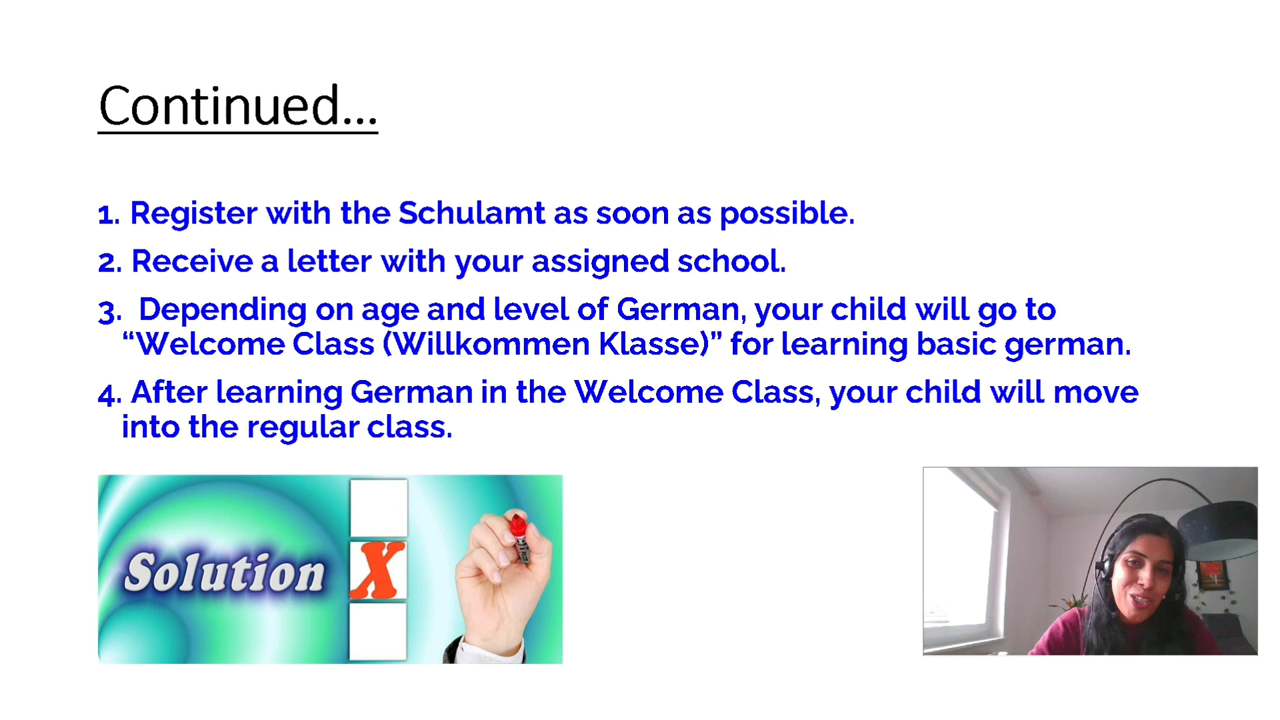 Continued...
1. Register with the Schulamt as soon as possible.
2. Receive a letter with your assigned school.
3. Depending on age and level of German, your child will go to
“Welcome Class (Willkommen Klasse)” for learning basic german.
4. After learning German in the Welcome Class, your child will move
into the regular class.
Solution X